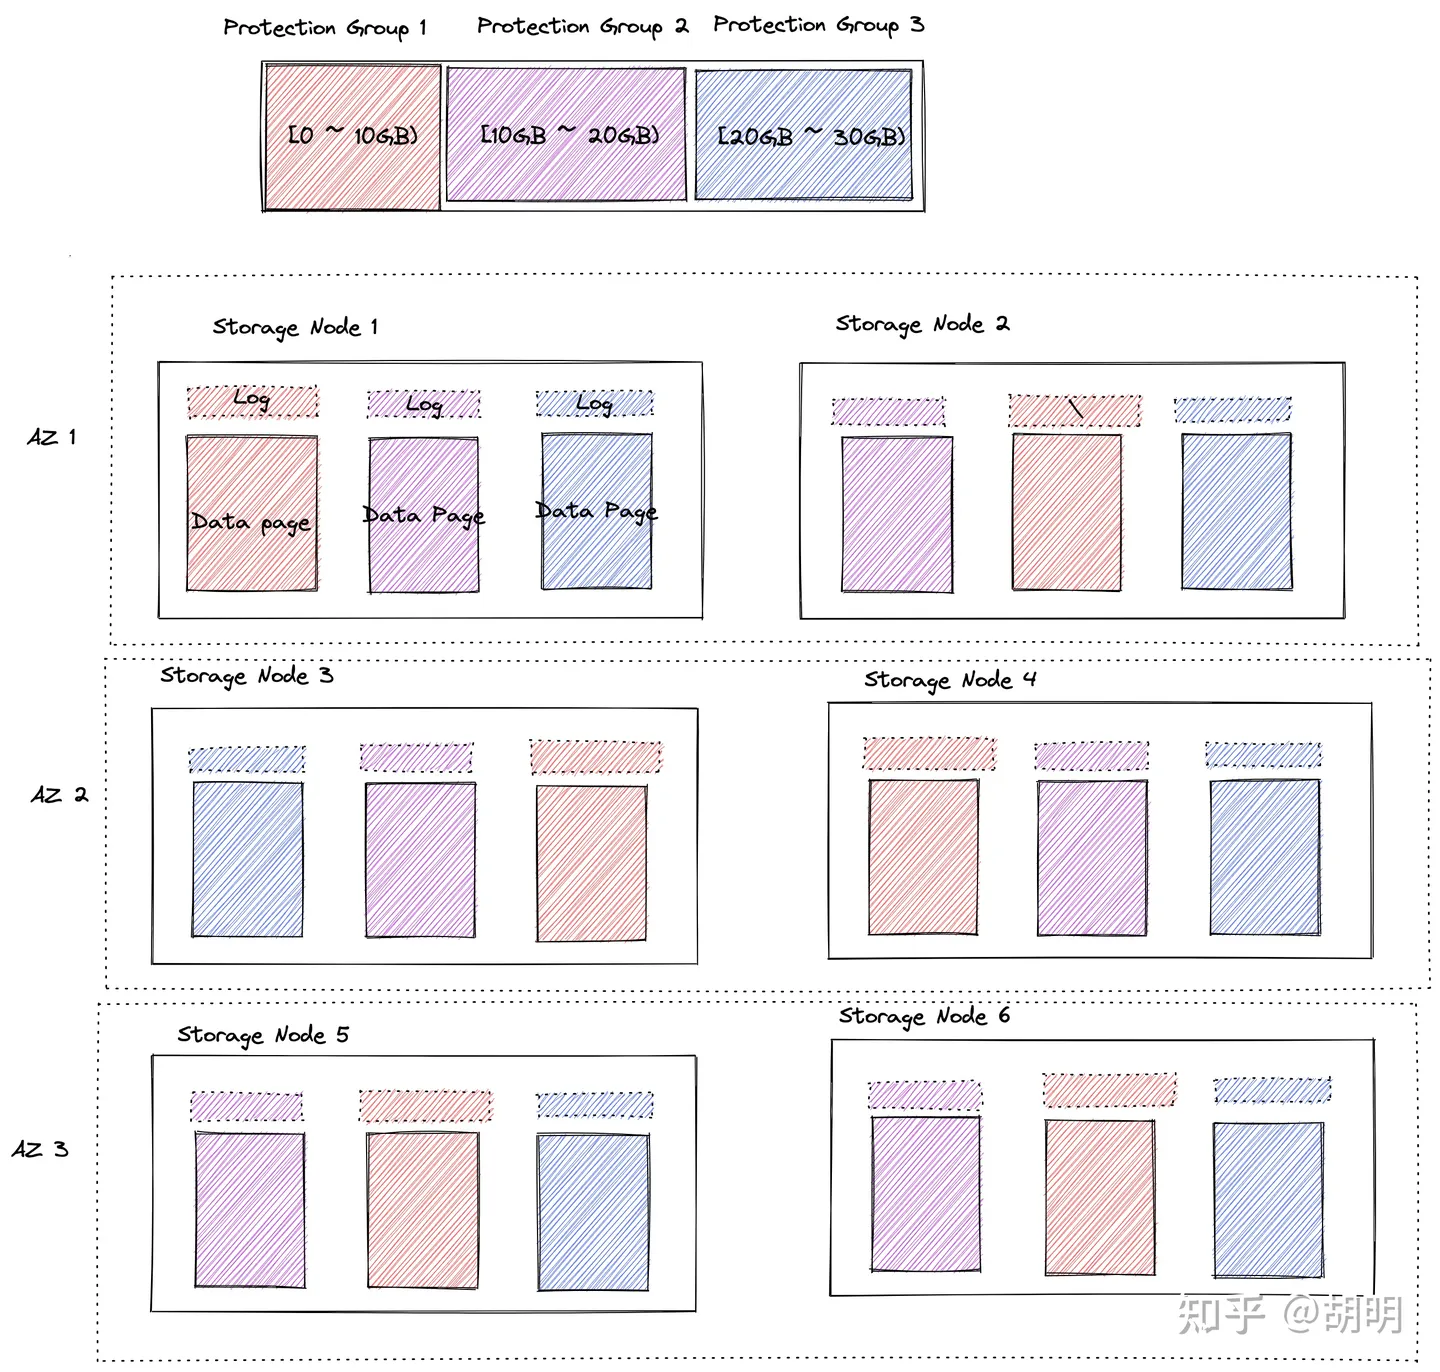 Protection Group 1
Protection Group 2
Protection Group 3
[0 ~ 10GB)
[10GB ~ 20GB)
[20GB ~ 30GB)
Storage Node 1
Storage Node 2
AZ 1
Log
Log
Log
\
Data page
Data Page
Data Page
Storage Node 3
Storage Node 4
AZ 2
Storage Node 5
Storage Node 6
AZ 3
知乎 @胡明